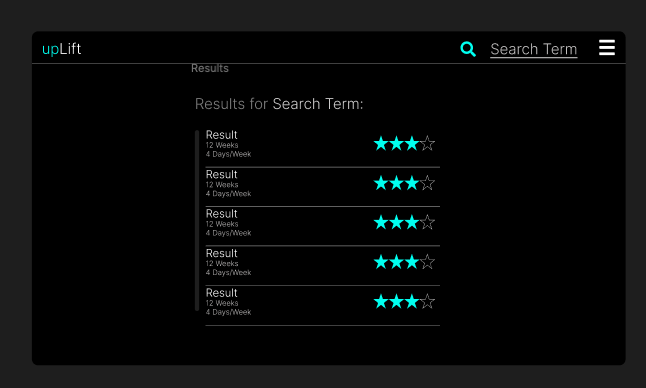 upLift
Search Term
Results
Results for Search Term:
Result
12 Weeks
4 Days/Week
Result
12 Weeks
4 Days/Week
Result
12 Weeks
4 Days/Week
Result
12 Weeks
4 Days/Week
Result
12 Weeks
4 Days/Week